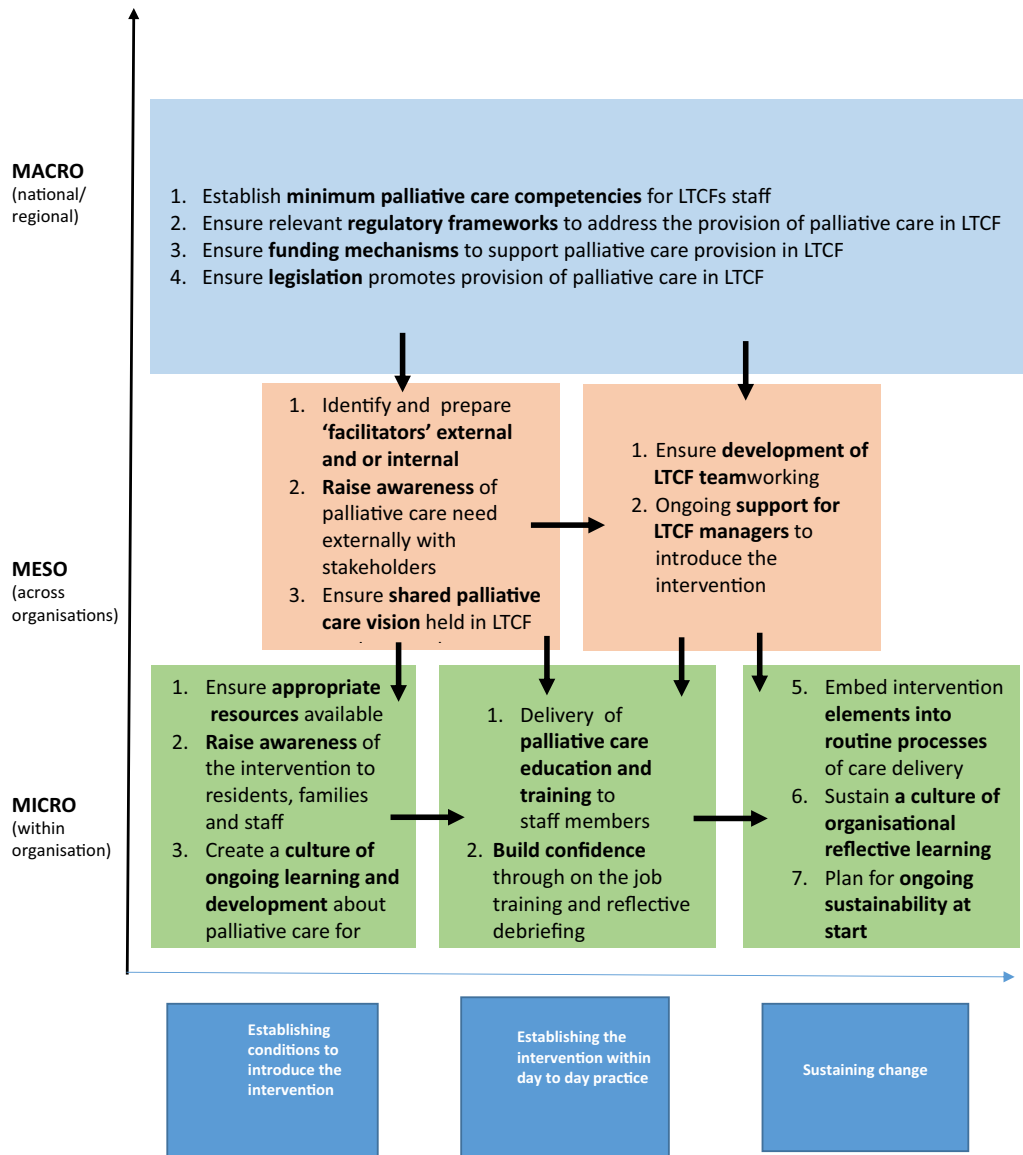 MACRO
(national/
regional)
1. Establish minimum palliative care competencies for LTCFs staff
2. Ensure relevant regulatory frameworks to address the provision of palliative care in LTCF
3. Ensure funding mechanisms to support palliative care provision in LTCF
4. Ensure legislation promotes provision of palliative care in LTCF
MESO
(across
organisations)
1. Identify and prepare
‘facilitators’ external
and or internal
2. Raise awareness of
palliative care need
externally with
stakeholders
3. Ensure shared palliative
care vision held in LTCF
1. Ensure development of
LTCF teamworking
2. Ongoing support for
LTCF managers to
introduce the
intervention
MICRO
(within
organisation)
1. Ensure appropriate
resources available
2. Raise awareness of
the intervention to
residents, families
and staff
3. Create a culture of
ongoing learning and
development about
palliative care for
1. Delivery of
palliative care
education and
training to
staff members
2. Build confidence
through on the job
training and reflective
debriefing
5. Embed intervention
elements into
routine processes
of care delivery
6. Sustain a culture of
organisational
reflective learning
7. Plan for ongoing
sustainability at
start
Establishing
conditions to
introduce the
intervention
Establishing the
intervention within
day to day practice
Sustaining change